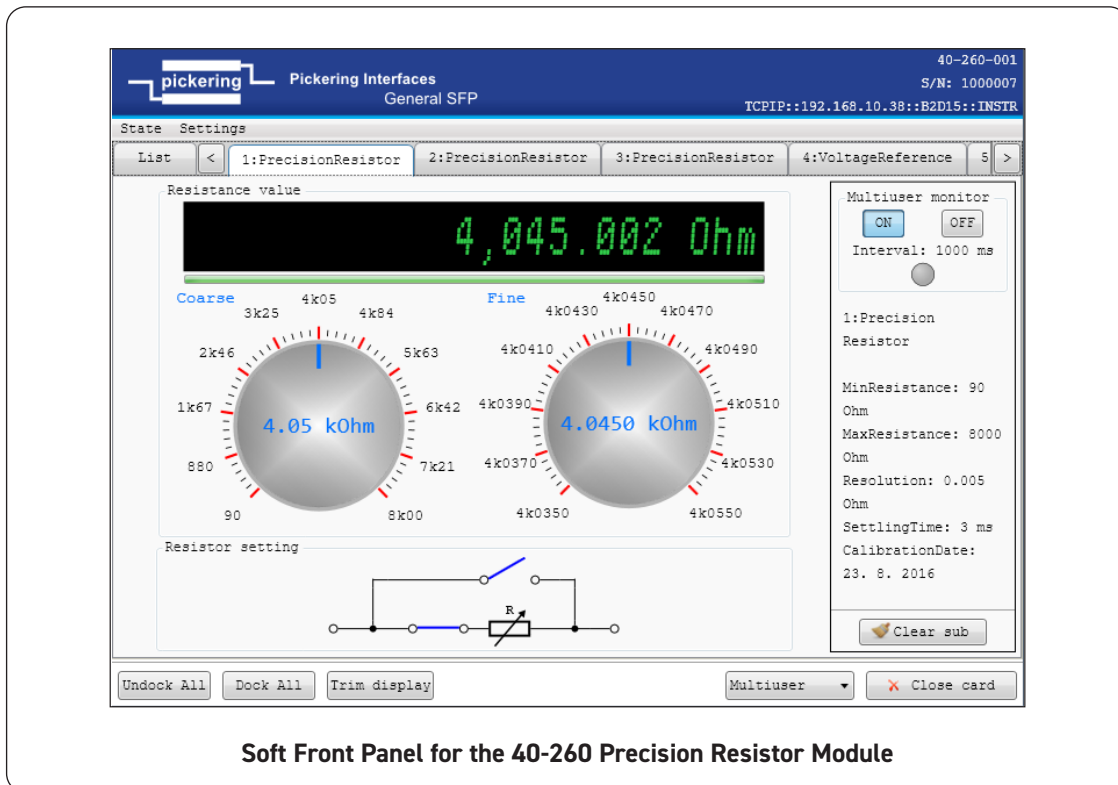 pickering
Pickering Interfaces
General SFP
40-260-001
S/N: 1000007
TCPIP::192.168.10.38::B2D15::INSTR
State Settings
List < 1:PrecisionResistor 2:PrecisionResistor 3:PrecisionResistor 4:VoltageReference 5 >
Resistance value
4,045.002 Ohm
Coarse
4k05
3k25
4k84
2k46
5k63
1k67
6k42
4.05 kOhm
880
7k21
90
8k00
Fine
4k0450
4k0430
4k0470
4k0410
4k0490
4k0390
4k0510
4.0450 kOhm
4k0370
4k0530
4k0350
4k0550
Resistor setting
R
Multiuser monitor
ON OFF
Interval: 1000 ms
1:Precision
Resistor
MinResistance: 90
Ohm
MaxResistance: 8000
Ohm
Resolution: 0.005
Ohm
SettlingTime: 3 ms
CalibrationDate:
23. 8. 2016
Clear sub
Undock All Dock All Trim display Multiuser Close card
Soft Front Panel for the 40-260 Precision Resistor Module